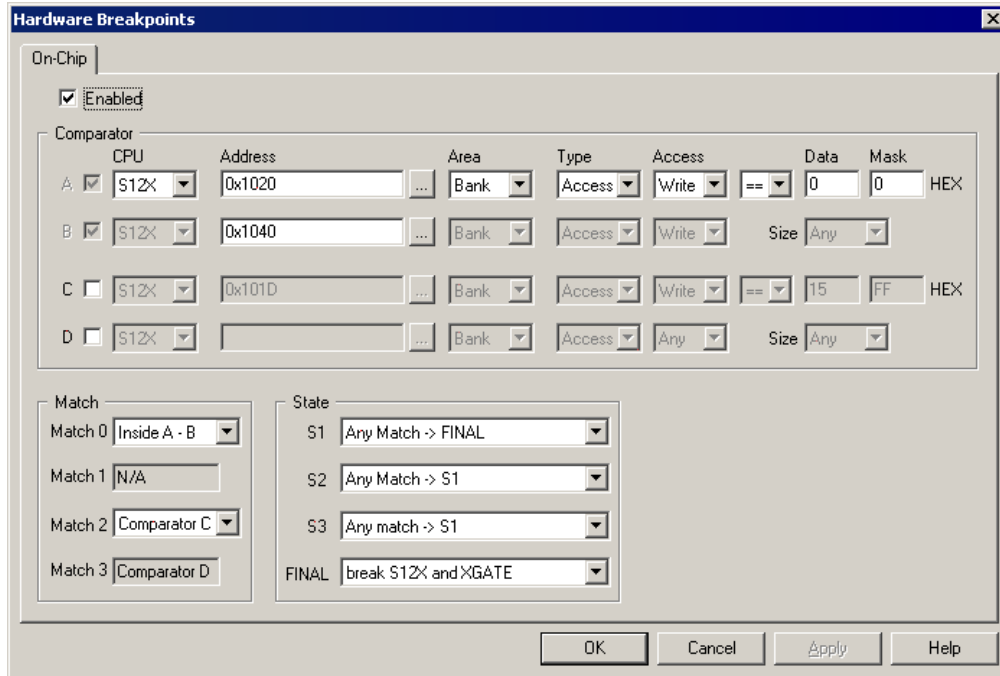 Hardware Breakpoints
On-Chip
Enabled
Comparator
CPU Address Area Type Access Data Mask
A S12X 0x1020 ... Bank Access Write == 0 0 HEX
B S12X 0x1040 ... Bank Access Write Size Any
C S12X 0x101D ... Bank Access Write == 15 FF HEX
D S12X ... Bank Access Any Size Any
Match State
Match 0 Inside A - B S1 Any Match -> FINAL
Match 1 N/A S2 Any Match -> S1
Match 2 Comparator C S3 Any match -> S1
Match 3 Comparator D FINAL break S12X and XGATE
OK Cancel Apply Help